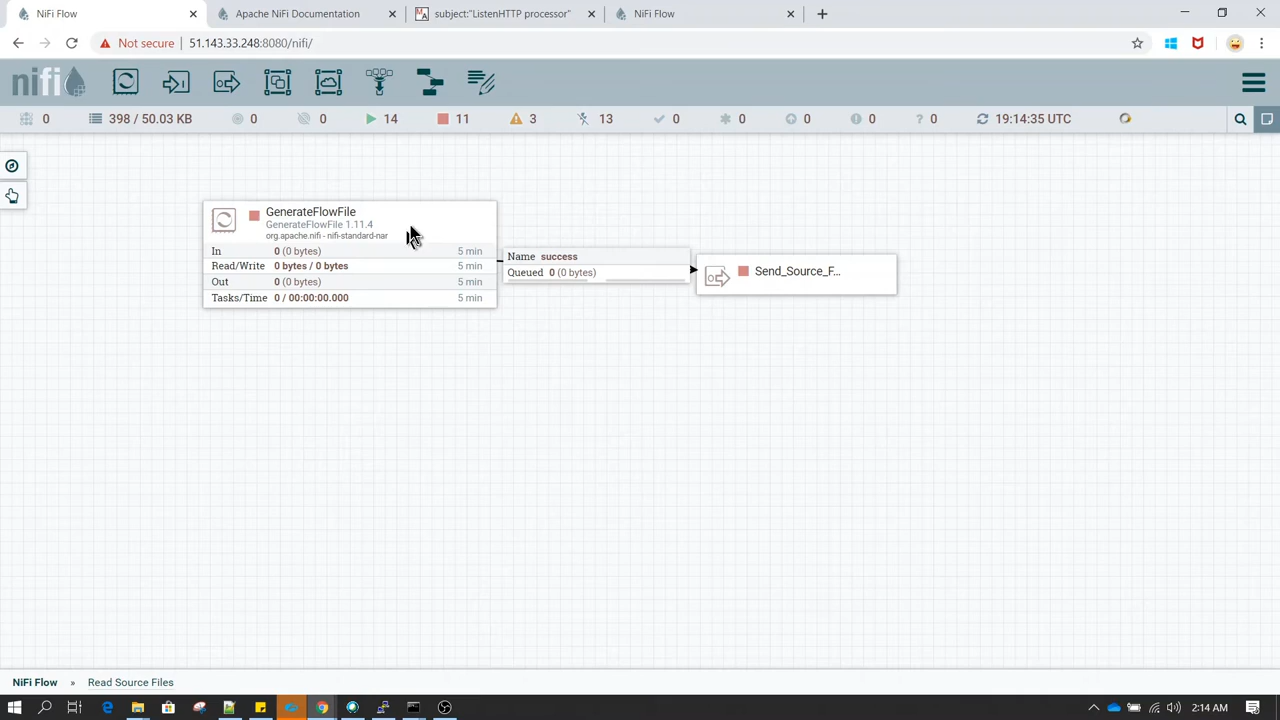 NiFi Flow
Apache NiFi Documentation
subject:"ListenHTTP processor"
NiFi Flow
Not secure
51.143.33.248:8080/nifi/
nifi
0
398 / 50.03 KB
0
0
14
11
3
13
0
0
0
0
0
19:14:35 UTC
GenerateFlowFile
GenerateFlowFile 1.11.4
org.apache.nifi - nifi-standard-nar
In 0 (0 bytes) 5 min
Read/Write 0 bytes / 0 bytes 5 min
Out 0 (0 bytes) 5 min
Tasks/Time 0 / 00:00:00.000 5 min
Name success
Queued 0 (0 bytes)
Send_Source_F...
NiFi Flow » Read Source Files
2:14 AM